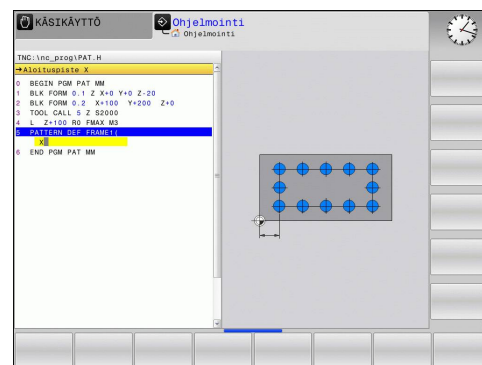 KÄSIKÄYTTÖ
Ohjelmointi
Ohjelmointi
TNC:\nc_prog\PAT.H
→Aloituspiste X
0 BEGIN PGM PAT MM
1 BLK FORM 0.1 Z X+0 Y+0 Z-20
2 BLK FORM 0.2 X+100 Y+200 Z+0
3 TOOL CALL 5 Z S2000
4 L Z+100 R0 FMAX M3
5 PATTERN DEF FRAME1(
X
6 END PGM PAT MM